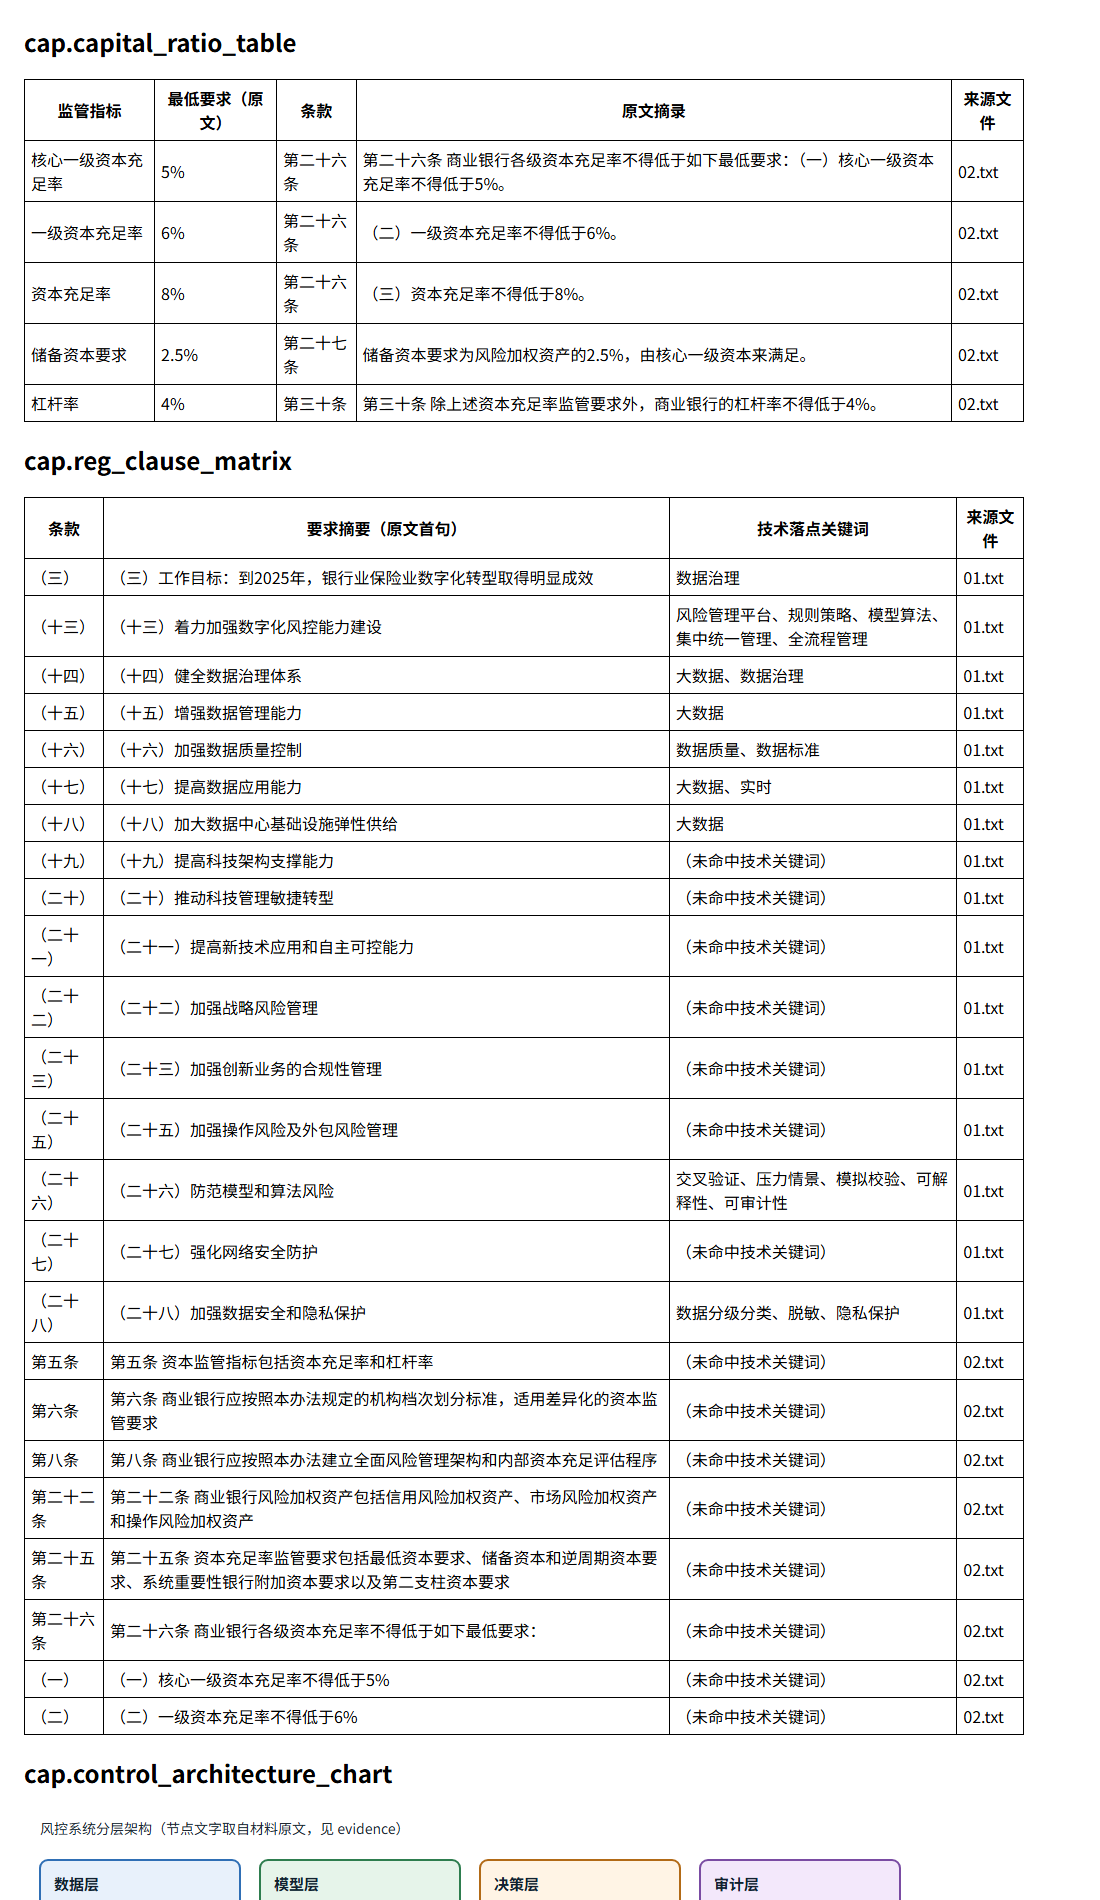 cap.capital_ratio_table
监管指标 最低要求（原文） 条款 原文摘录 来源文件
核心一级资本充足率 5% 第二十六条 第二十六条 商业银行各级资本充足率不得低于如下最低要求：（一）核心一级资本充足率不得低于5%。 02.txt
一级资本充足率 6% 第二十六条 （二）一级资本充足率不得低于6%。 02.txt
资本充足率 8% 第二十六条 （三）资本充足率不得低于8%。 02.txt
储备资本要求 2.5% 第二十七条 储备资本要求为风险加权资产的2.5%，由核心一级资本来满足。 02.txt
杠杆率 4% 第三十条 第三十条 除上述资本充足率监管要求外，商业银行的杠杆率不得低于4%。 02.txt
cap.reg_clause_matrix
条款 要求摘要（原文首句） 技术落点关键词 来源文件
（三） （三）工作目标：到2025年，银行业保险业数字化转型取得明显成效 数据治理 01.txt
（十三） （十三）着力加强数字化风控能力建设 风险管理平台、规则策略、模型算法、集中统一管理、全流程管理 01.txt
（十四） （十四）健全数据治理体系 大数据、数据治理 01.txt
（十五） （十五）增强数据管理能力 大数据 01.txt
（十六） （十六）加强数据质量控制 数据质量、数据标准 01.txt
（十七） （十七）提高数据应用能力 大数据、实时 01.txt
（十八） （十八）加大数据中心基础设施弹性供给 大数据 01.txt
（十九） （十九）提高科技架构支撑能力 （未命中技术关键词） 01.txt
（二十） （二十）推动科技管理敏捷转型 （未命中技术关键词） 01.txt
（二十一） （二十一）提高新技术应用和自主可控能力 （未命中技术关键词） 01.txt
（二十二） （二十二）加强战略风险管理 （未命中技术关键词） 01.txt
（二十三） （二十三）加强创新业务的合规性管理 （未命中技术关键词） 01.txt
（二十五） （二十五）加强操作风险及外包风险管理 （未命中技术关键词） 01.txt
（二十六） （二十六）防范模型和算法风险 交叉验证、压力情景、模拟校验、可解释性、可审计性 01.txt
（二十七） （二十七）强化网络安全防护 （未命中技术关键词） 01.txt
（二十八） （二十八）加强数据安全和隐私保护 数据分级分类、脱敏、隐私保护 01.txt
第五条 第五条 资本监管指标包括资本充足率和杠杆率 （未命中技术关键词） 02.txt
第六条 第六条 商业银行应按照本办法规定的机构档次划分标准，适用差异化的资本监管要求 （未命中技术关键词） 02.txt
第八条 第八条 商业银行应按照本办法建立全面风险管理架构和内部资本充足评估程序 （未命中技术关键词） 02.txt
第二十二条 第二十二条 商业银行风险加权资产包括信用风险加权资产、市场风险加权资产和操作风险加权资产 （未命中技术关键词） 02.txt
第二十五条 第二十五条 资本充足率监管要求包括最低资本要求、储备资本和逆周期资本要求、系统重要性银行附加资本要求以及第二支柱资本要求 （未命中技术关键词） 02.txt
第二十六条 第二十六条 商业银行各级资本充足率不得低于如下最低要求： （未命中技术关键词） 02.txt
（一） （一）核心一级资本充足率不得低于5% （未命中技术关键词） 02.txt
（二） （二）一级资本充足率不得低于6% （未命中技术关键词） 02.txt
cap.control_architecture_chart
风控系统分层架构（节点文字取自材料原文，见 evidence）
数据层 模型层 决策层 审计层